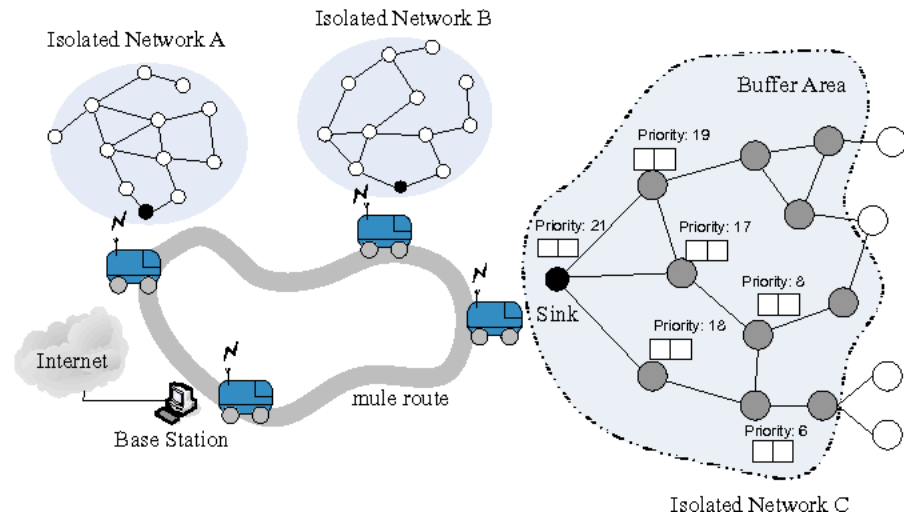 Isolated Network A
Isolated Network B
Buffer Area
Priority: 19
Priority: 21
Priority: 17
Priority: 8
Sink
Priority: 18
Internet
mule route
Base Station
Priority: 6
Isolated Network C